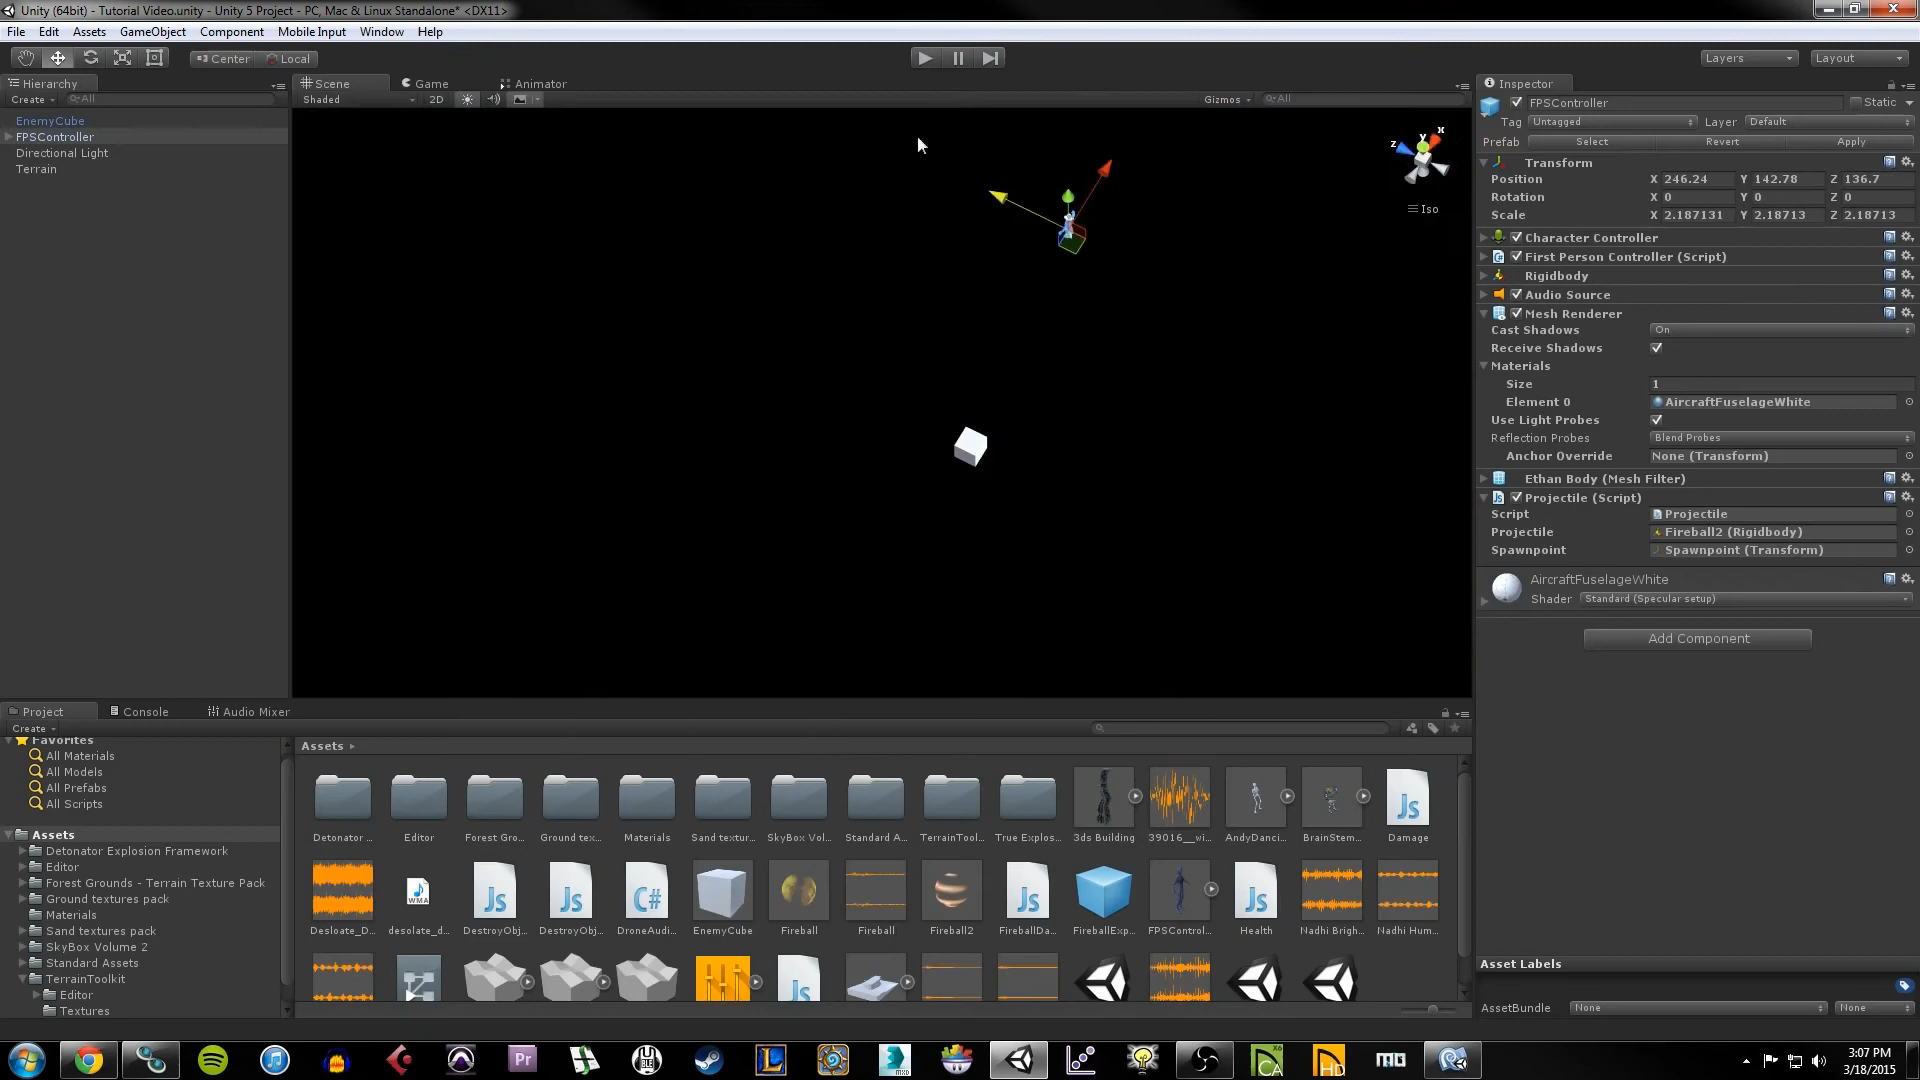 Unity (64bit) - Tutorial Video.unity - Unity 5 Project - PC, Mac & Linux Standalone* <DX11>
File Edit Assets GameObject Component Mobile Input Window Help
Center Local Layers Layout
Hierarchy
Create All
EnemyCube
FPSController
Directional Light
Terrain
Scene Game Animator
Shaded 2D Gizmos All
y x z
Iso
Inspector
FPSController Static
Tag Untagged Layer Default
Prefab Select Revert Apply
Transform
Position X 246.24 Y 142.78 Z 136.7
Rotation X 0 Y 0 Z 0
Scale X 2.187131 Y 2.18713 Z 2.18713
Character Controller
First Person Controller (Script)
Rigidbody
Audio Source
Mesh Renderer
Cast Shadows On
Receive Shadows
Materials
Size 1
Element 0 AircraftFuselageWhite
Use Light Probes
Reflection Probes Blend Probes
Anchor Override None (Transform)
Ethan Body (Mesh Filter)
Projectile (Script)
Script Projectile
Projectile Fireball2 (Rigidbody)
Spawnpoint Spawnpoint (Transform)
AircraftFuselageWhite
Shader Standard (Specular setup)
Add Component
Asset Labels
AssetBundle None None
Project Console Audio Mixer
Create
Favorites
All Materials
All Models
All Prefabs
All Scripts
Assets
Detonator Explosion Framework
Editor
Forest Grounds - Terrain Texture Pack
Ground textures pack
Materials
Sand textures pack
SkyBox Volume 2
Standard Assets
TerrainToolkit
Editor
Textures
Assets
Detonator ... Editor Forest Gro... Ground tex... Materials Sand textur... SkyBox Vol... Standard A... TerrainTool... True Explos... 3ds Building 39016__wi... AndyDanci... BrainStem... Damage
Desloate_D... desolate_d... DestroyObj... DestroyObj... DroneAudi... EnemyCube Fireball Fireball Fireball2 FireballDa... FireballExp... FPSControl... Health Nadhi Brigh... Nadhi Hum...
3:07 PM
3/18/2015